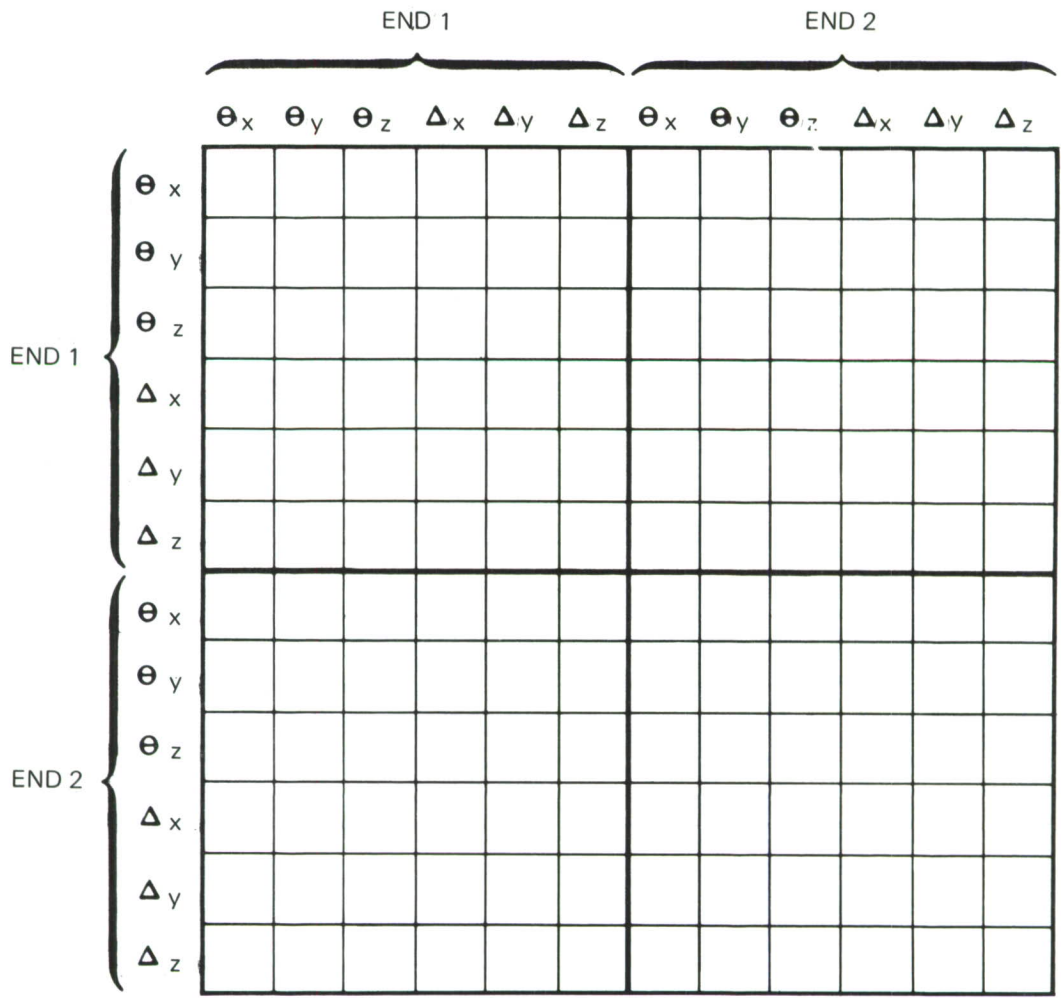 END 1 END 2
Θx Θy Θz Δx Δy Δz Θx Θy Θz Δx Δy Δz
Θ x
Θ y
Θ z
END 1
Δ x
Δ y
Δ z
Θ x
Θ y
Θ z
END 2
Δ x
Δ y
Δ z